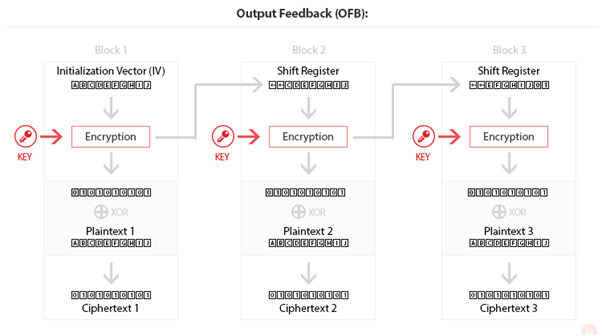 Output Feedback (OFB):
Block 1
Block 2
Block 3
Initialization Vector (IV)
ABCDEFGHIJ
Shift Register
←←CDEFGHIJ
Shift Register
←←EFGHIJ01
Encryption
Encryption
Encryption
KEY
KEY
KEY
0101010101
0101010101
0101010101
XOR
XOR
XOR
Plaintext 1
ABCDEFGHIJ
Plaintext 2
ABCDEFGHIJ
Plaintext 3
ABCDEFGHIJ
0101010101
Ciphertext 1
0101010101
Ciphertext 2
0101010101
Ciphertext 3